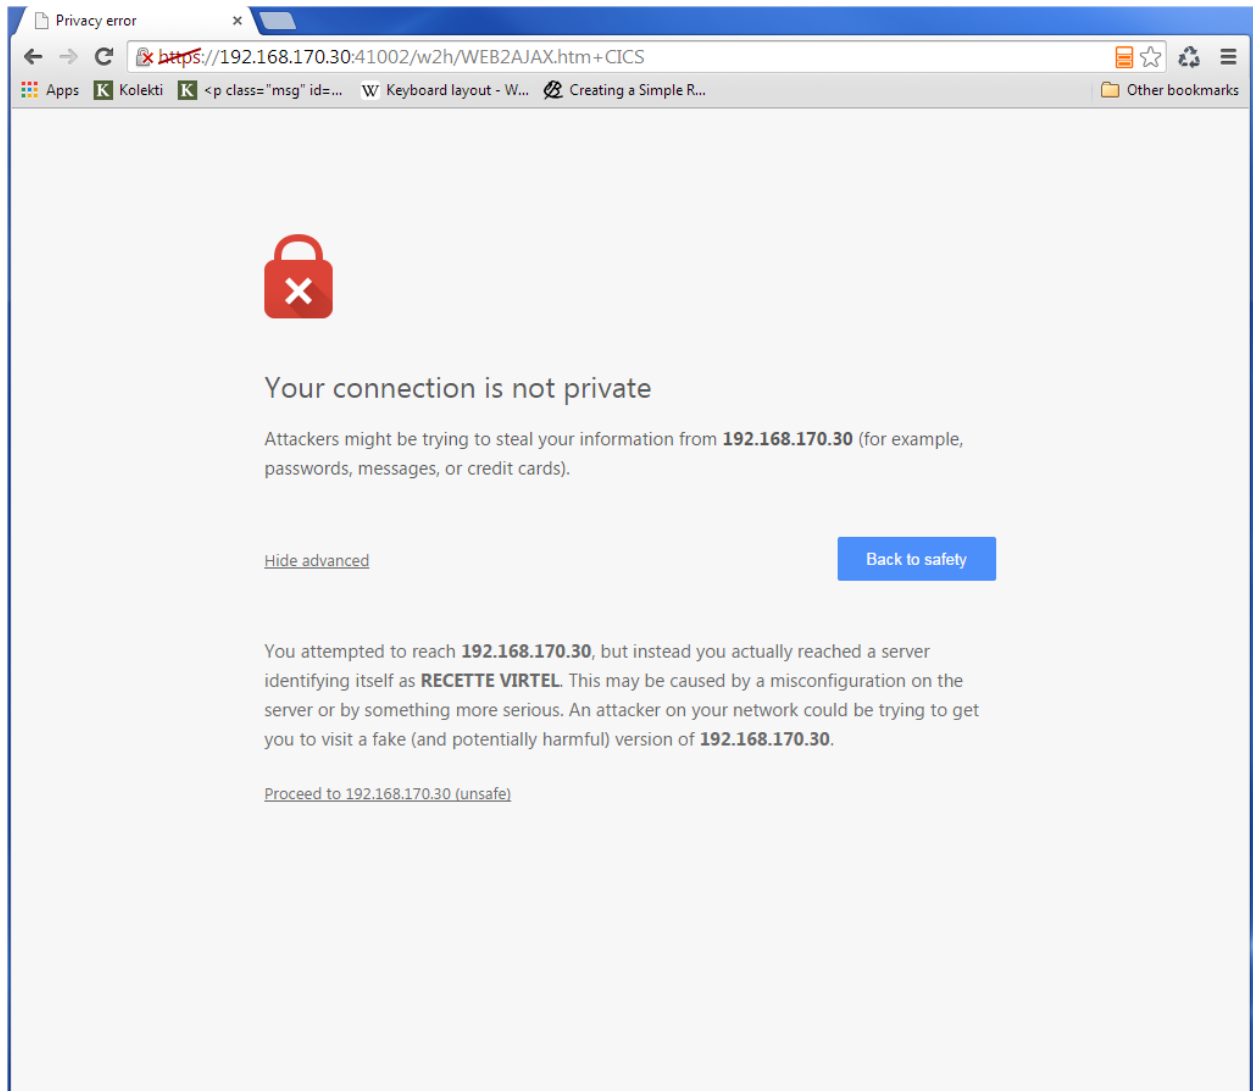 Privacy error
https://192.168.170.30:41002/w2h/WEB2AJAX.htm+CICS
Apps K Kolekti K <p class="msg" id=... W Keyboard layout - W... Creating a Simple R... Other bookmarks
Your connection is not private
Attackers might be trying to steal your information from 192.168.170.30 (for example,
passwords, messages, or credit cards).
Hide advanced
Back to safety
You attempted to reach 192.168.170.30, but instead you actually reached a server
identifying itself as RECETTE VIRTEL. This may be caused by a misconfiguration on the
server or by something more serious. An attacker on your network could be trying to get
you to visit a fake (and potentially harmful) version of 192.168.170.30.
Proceed to 192.168.170.30 (unsafe)